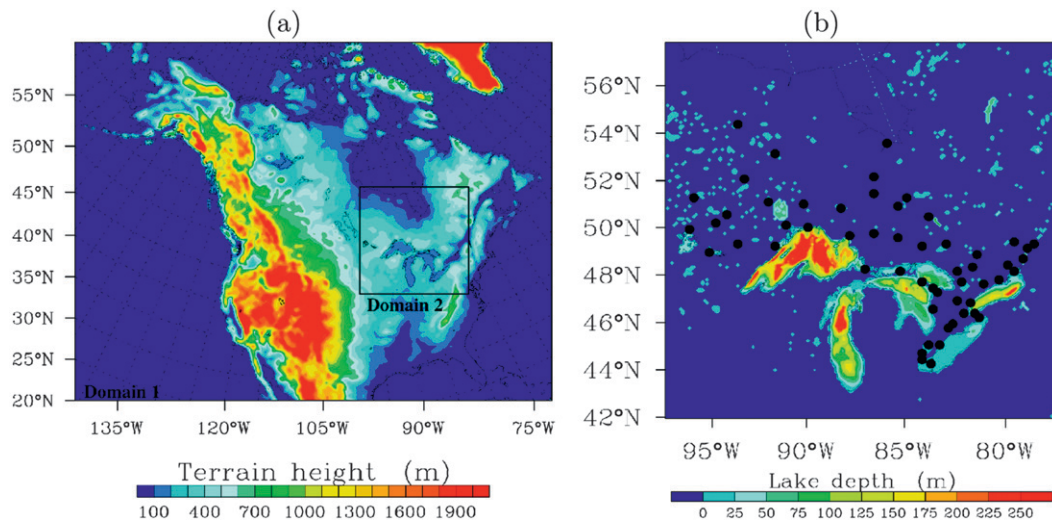 (a)
55°N
50°N
45°N
40°N
35°N
30°N
25°N
20°N
Domain 2
Domain 1
135°W 120°W 105°W 90°W 75°W
Terrain height (m)
100 400 700 1000 1300 1600 1900
(b)
56°N
54°N
52°N
50°N
48°N
46°N
44°N
42°N
95°W 90°W 85°W 80°W
Lake depth (m)
0 25 50 75 100 125 150 175 200 225 250